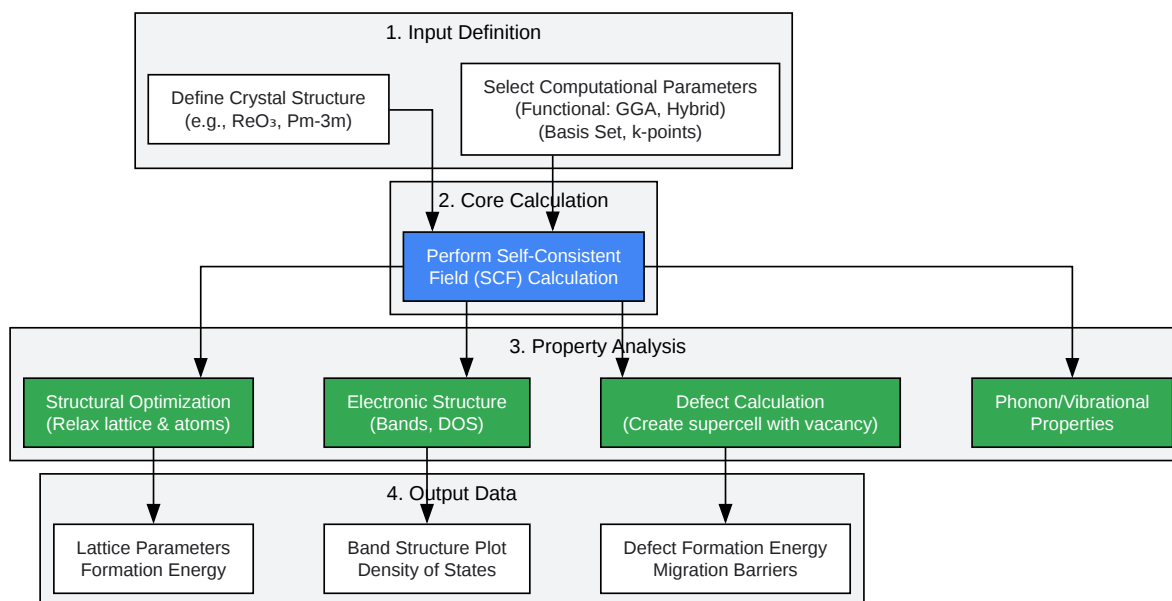 1. Input Definition
Define Crystal Structure
(e.g., ReO₃, Pm-3m)
Select Computational Parameters
(Functional: GGA, Hybrid)
(Basis Set, k-points)
2. Core Calculation
Perform Self-Consistent
Field (SCF) Calculation
3. Property Analysis
Structural Optimization
(Relax lattice & atoms)
Electronic Structure
(Bands, DOS)
Defect Calculation
(Create supercell with vacancy)
Phonon/Vibrational
Properties
4. Output Data
Lattice Parameters
Formation Energy
Band Structure Plot
Density of States
Defect Formation Energy
Migration Barriers